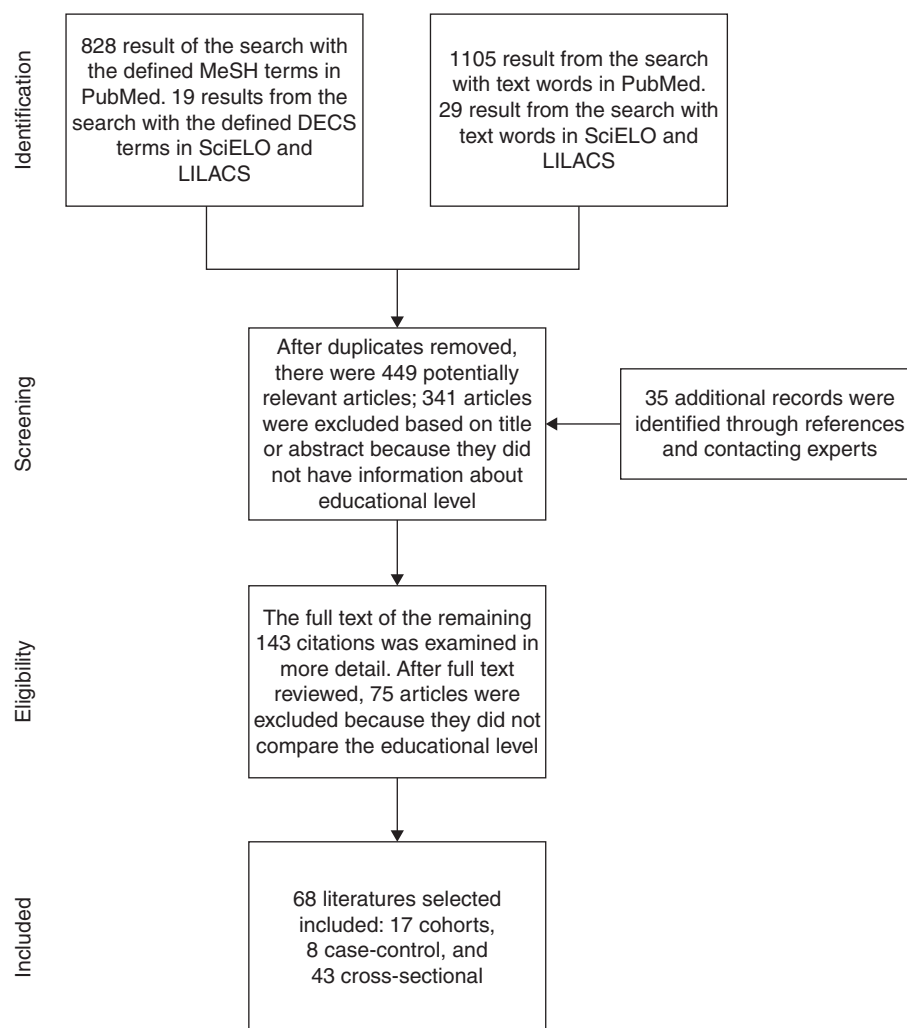 Identification
828 result of the search with
the defined MeSH terms in
PubMed. 19 results from the
search with the defined DECS
terms in SciELO and
LILACS
1105 result from the search
with text words in PubMed.
29 result from the search with
text words in SciELO and
LILACS
Screening
After duplicates removed,
there were 449 potentially
relevant articles; 341 articles
were excluded based on title
or abstract because they did
not have information about
educational level
35 additional records were
identified through references
and contacting experts
Eligibility
The full text of the remaining
143 citations was examined in
more detail. After full text
reviewed, 75 articles were
excluded because they did not
compare the educational level
Included
68 literatures selected
included: 17 cohorts,
8 case-control, and
43 cross-sectional